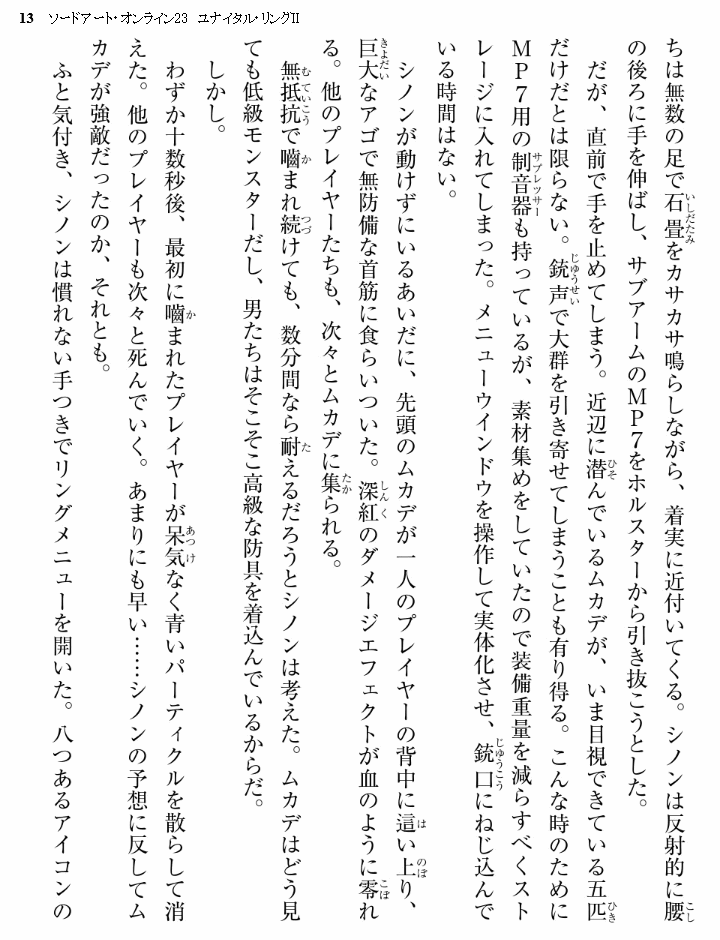 13 ソードアート・オンライン23 ユナイタル・リングII
ちは無数の足で石畳をカサカサ鳴らしながら、着実に近付いてくる。シノンは反射的に腰
の後ろに手を伸ばし、サブアームのMP7をホルスターから引き抜こうとした。
だが、直前で手を止めてしまう。近辺に潜んでいるムカデが、いま目視できている五匹
だけだとは限らない。銃声で大群を引き寄せてしまうことも有り得る。こんな時のために
MP7用の制音器も持っているが、素材集めをしていたので装備重量を減らすべくスト
レージに入れてしまった。メニューウインドウを操作して実体化させ、銃口にねじ込んで
いる時間はない。
シノンが動けずにいるあいだに、先頭のムカデが一人のプレイヤーの背中に這い上り、
巨大なアゴで無防備な首筋に食らいついた。深紅のダメージエフェクトが血のように零れ
る。他のプレイヤーたちも、次々とムカデに集られる。
無抵抗で嚙まれ続けても、数分間なら耐えるだろうとシノンは考えた。ムカデはどう見
ても低級モンスターだし、男たちはそこそこ高級な防具を着込んでいるからだ。
しかし。
わずか十数秒後、最初に嚙まれたプレイヤーが呆気なく青いパーティクルを散らして消
えた。他のプレイヤーも次々と死んでいく。あまりにも早い……シノンの予想に反してム
カデが強敵だったのか、それとも。
ふと気付き、シノンは慣れない手つきでリングメニューを開いた。八つあるアイコンの